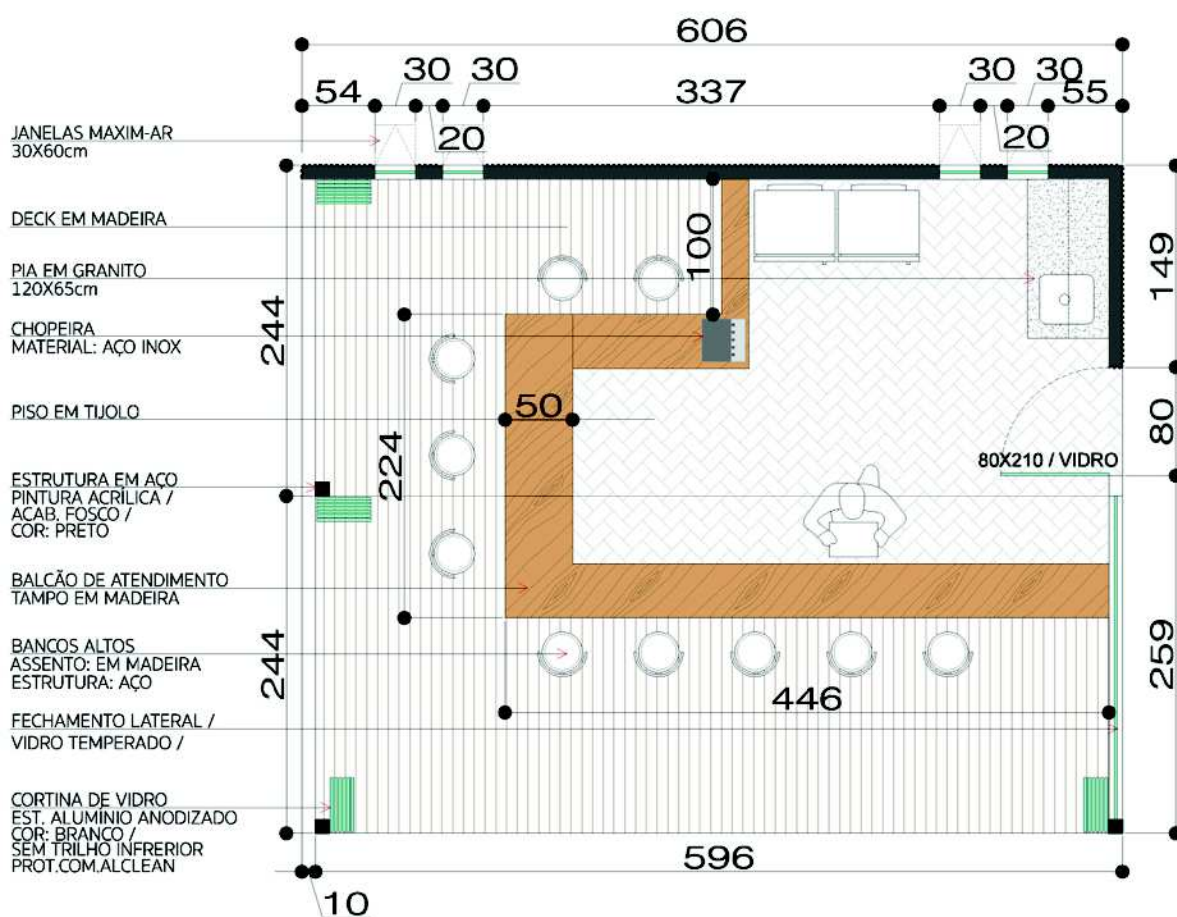 606
54
30
30
337
30
30
55
20
20
JANELAS MAXIM-AR
30X60cm
DECK EM MADEIRA
PIA EM GRANITO
120X65cm
CHOPEIRA
MATERIAL: AÇO INOX
PISO EM TIJOLO
ESTRUTURA EM AÇO
PINTURA ACRÍLICA /
ACAB. FOSCO /
COR: PRETO
BALCÃO DE ATENDIMENTO
TAMPO EM MADEIRA
BANCOS ALTOS
ASSENTO: EM MADEIRA
ESTRUTURA: AÇO
FECHAMENTO LATERAL /
VIDRO TEMPERADO /
CORTINA DE VIDRO
EST. ALUMÍNIO ANODIZADO
COR: BRANCO /
SEM TRILHO INFRERIOR
PROT.COM.ALCLEAN
244
244
224
100
50
80X210 / VIDRO
446
149
80
259
596
10